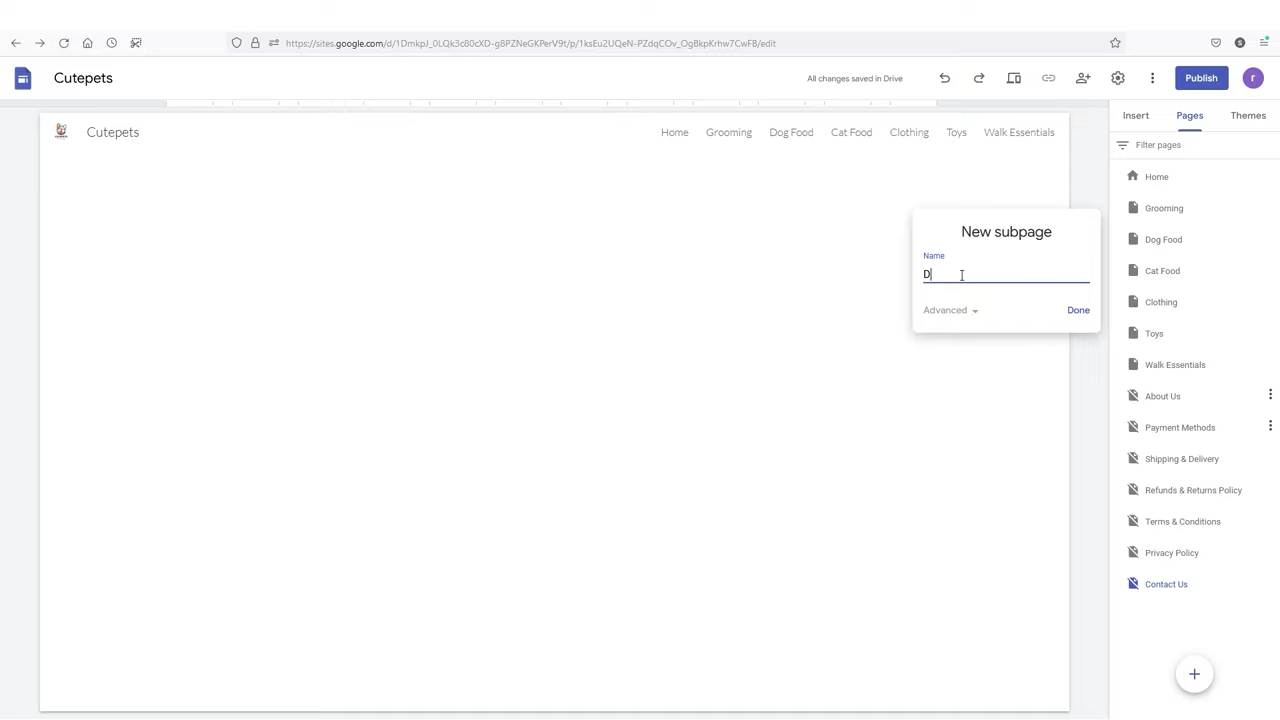 https://sites.google.com/d/1DmkpJ_0LQk3c80cXD-g8PZNeGKPerV9t/p/1ksEu2UQeN-PZdqCOv_OgBkpKrhw7CwFB/edit
S
Cutepets
All changes saved in Drive
Publish
r
Insert Pages Themes
Cutepets
Home Grooming Dog Food Cat Food Clothing Toys Walk Essentials
New subpage
Name
D
Advanced
Done
Filter pages
Home
Grooming
Dog Food
Cat Food
Clothing
Toys
Walk Essentials
About Us
Payment Methods
Shipping & Delivery
Refunds & Returns Policy
Terms & Conditions
Privacy Policy
Contact Us